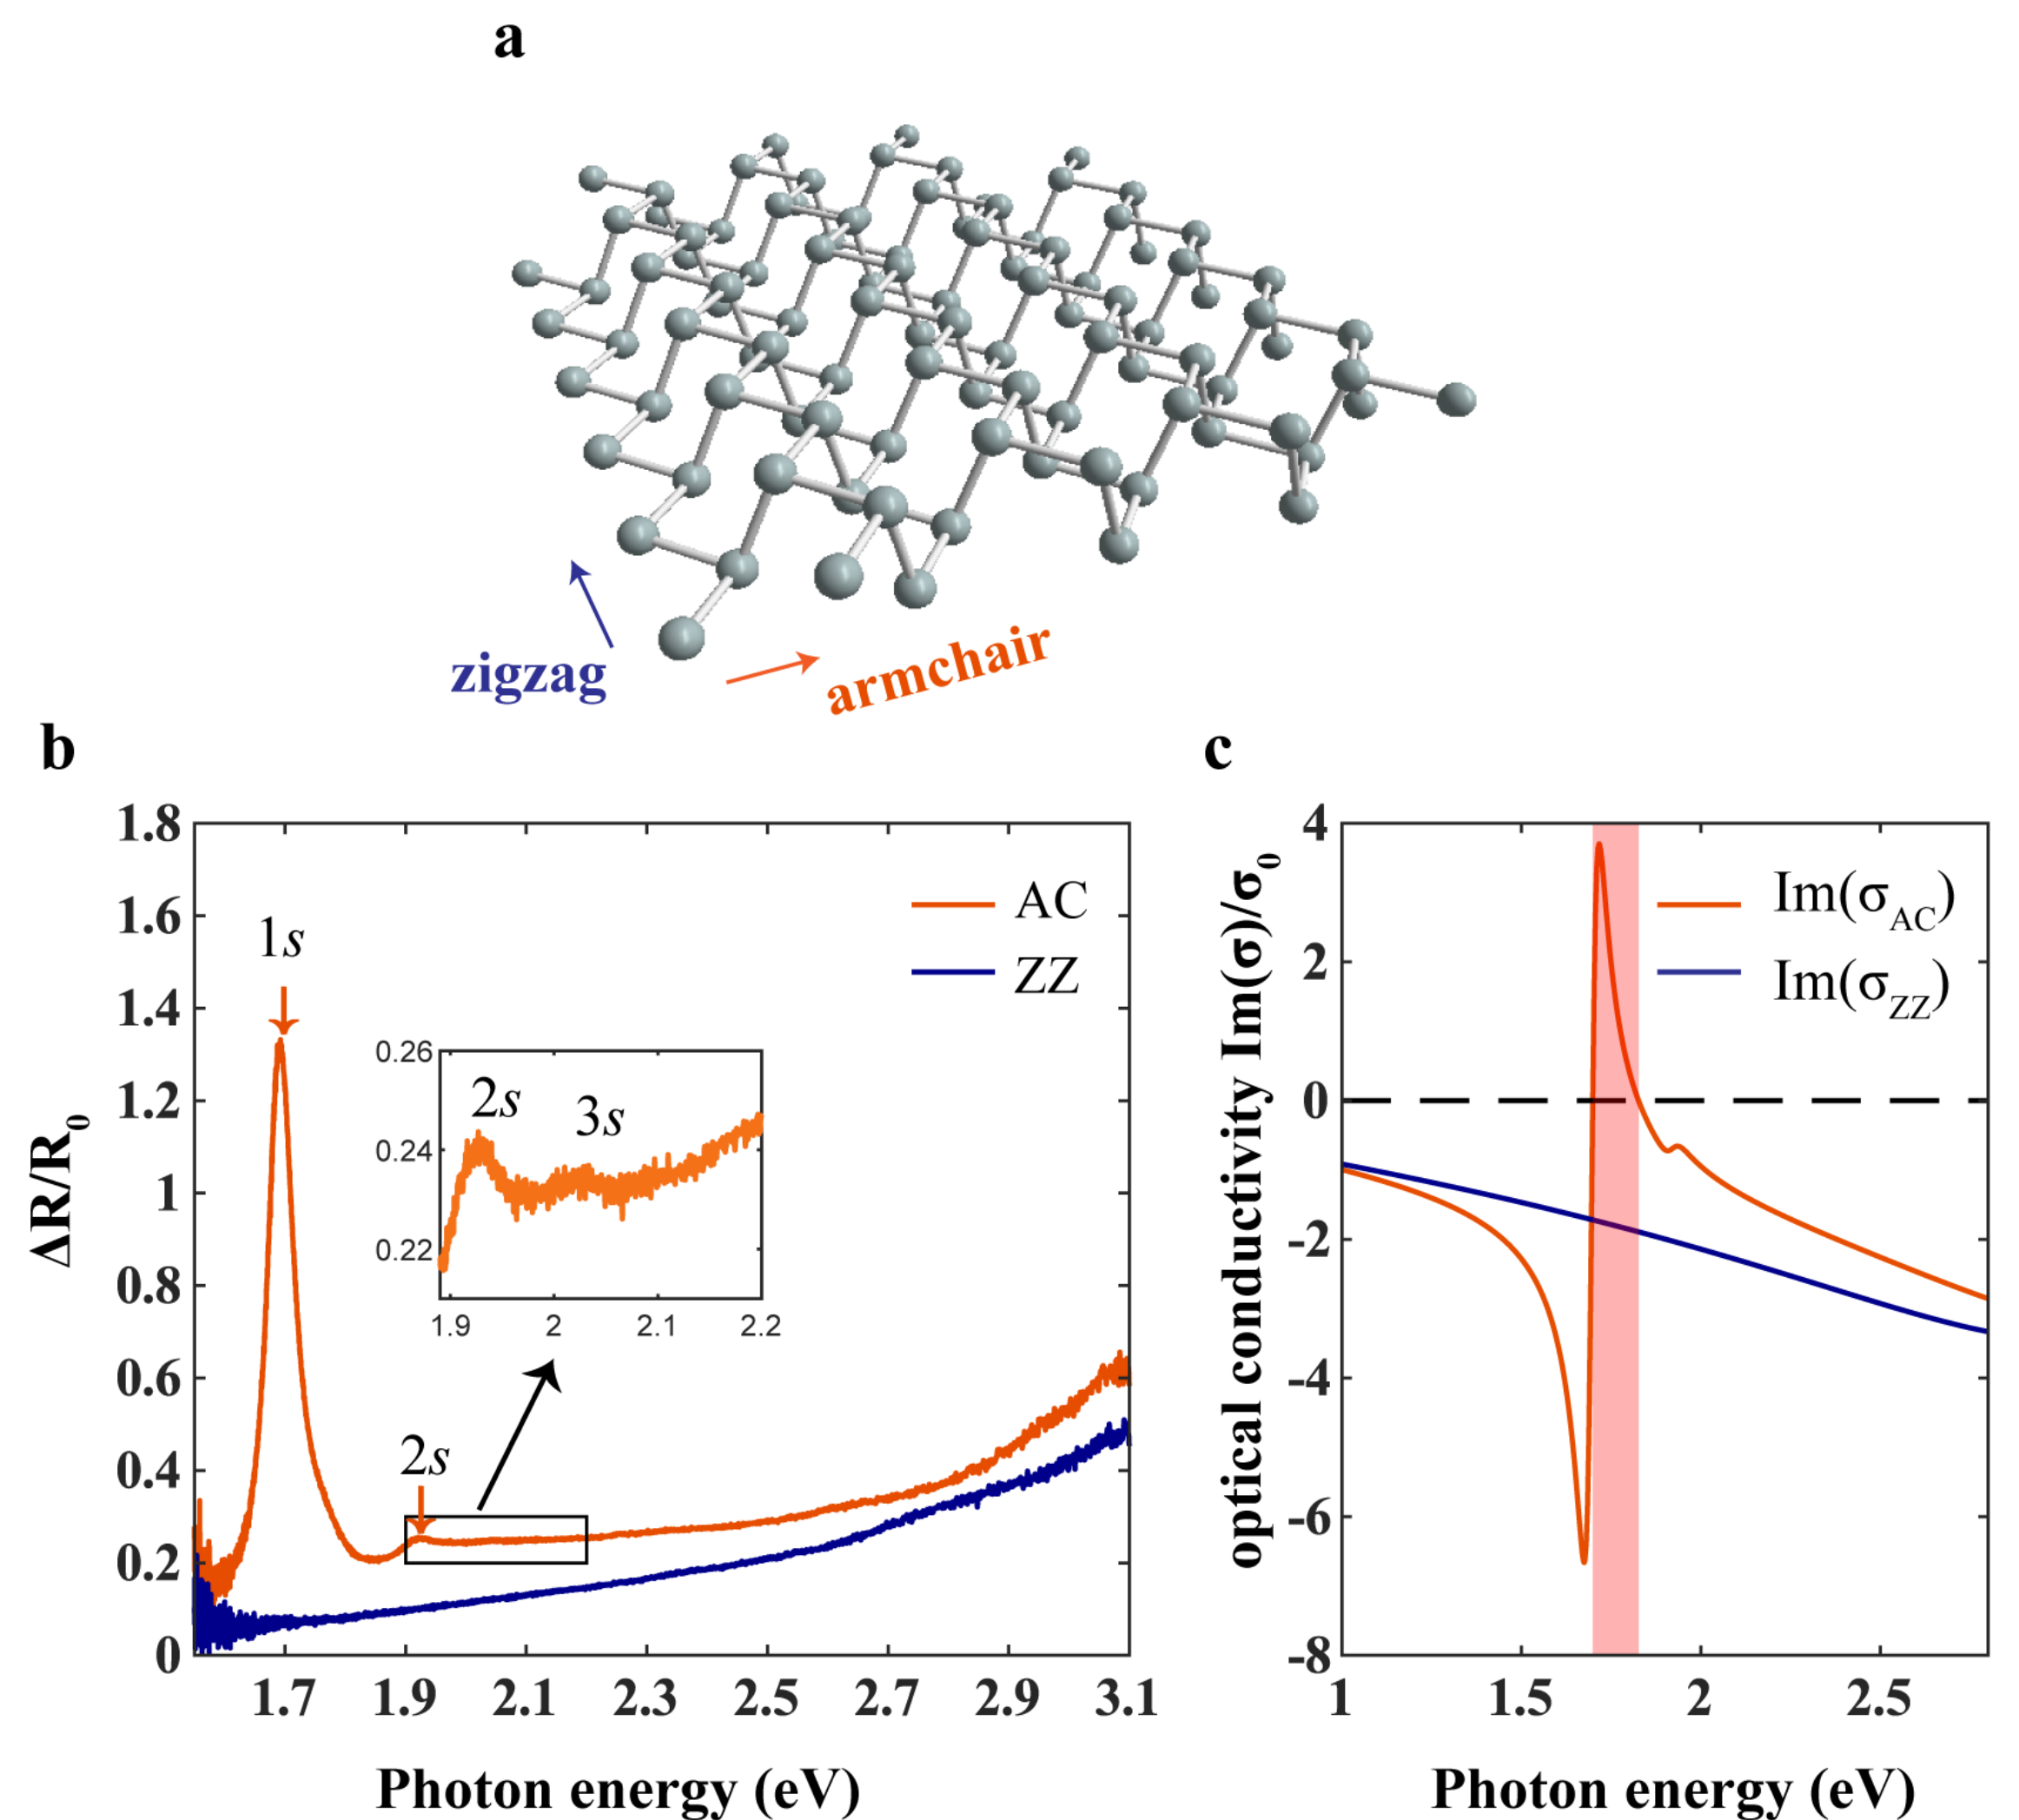 a
zigzag
armchair
b
ΔR/R0
1.8
1.6
1.4
1.2
1
0.8
0.6
0.4
0.2
0
1s
2s
AC
ZZ
0.26
0.24
0.22
2s
3s
1.9 2 2.1 2.2
1.7 1.9 2.1 2.3 2.5 2.7 2.9 3.1
Photon energy (eV)
c
optical conductivity Im(σ)/σ0
4
2
0
-2
-4
-6
-8
Im(σAC)
Im(σZZ)
1 1.5 2 2.5
Photon energy (eV)